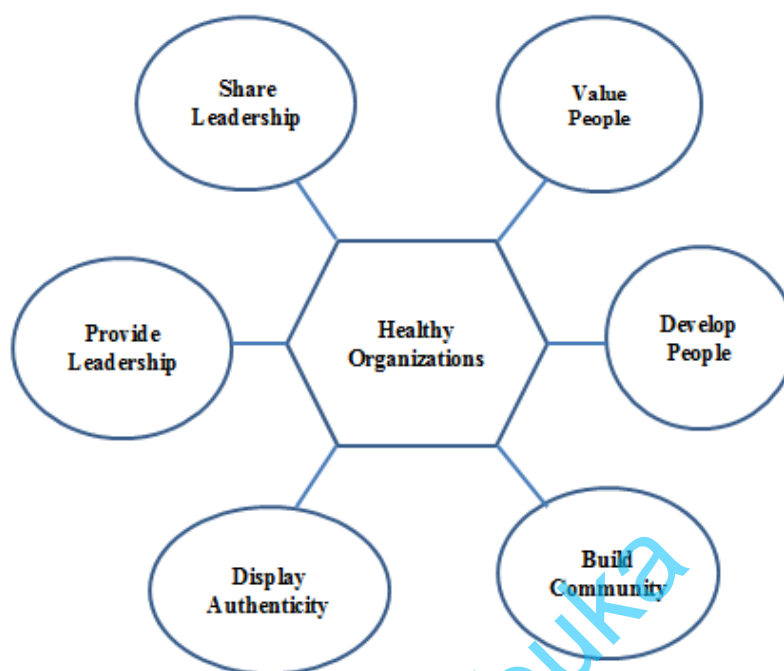 Share
Leadership
Value
People
Provide
Leadership
Healthy
Organizations
Develop
People
Display
Authenticity
Build
Community